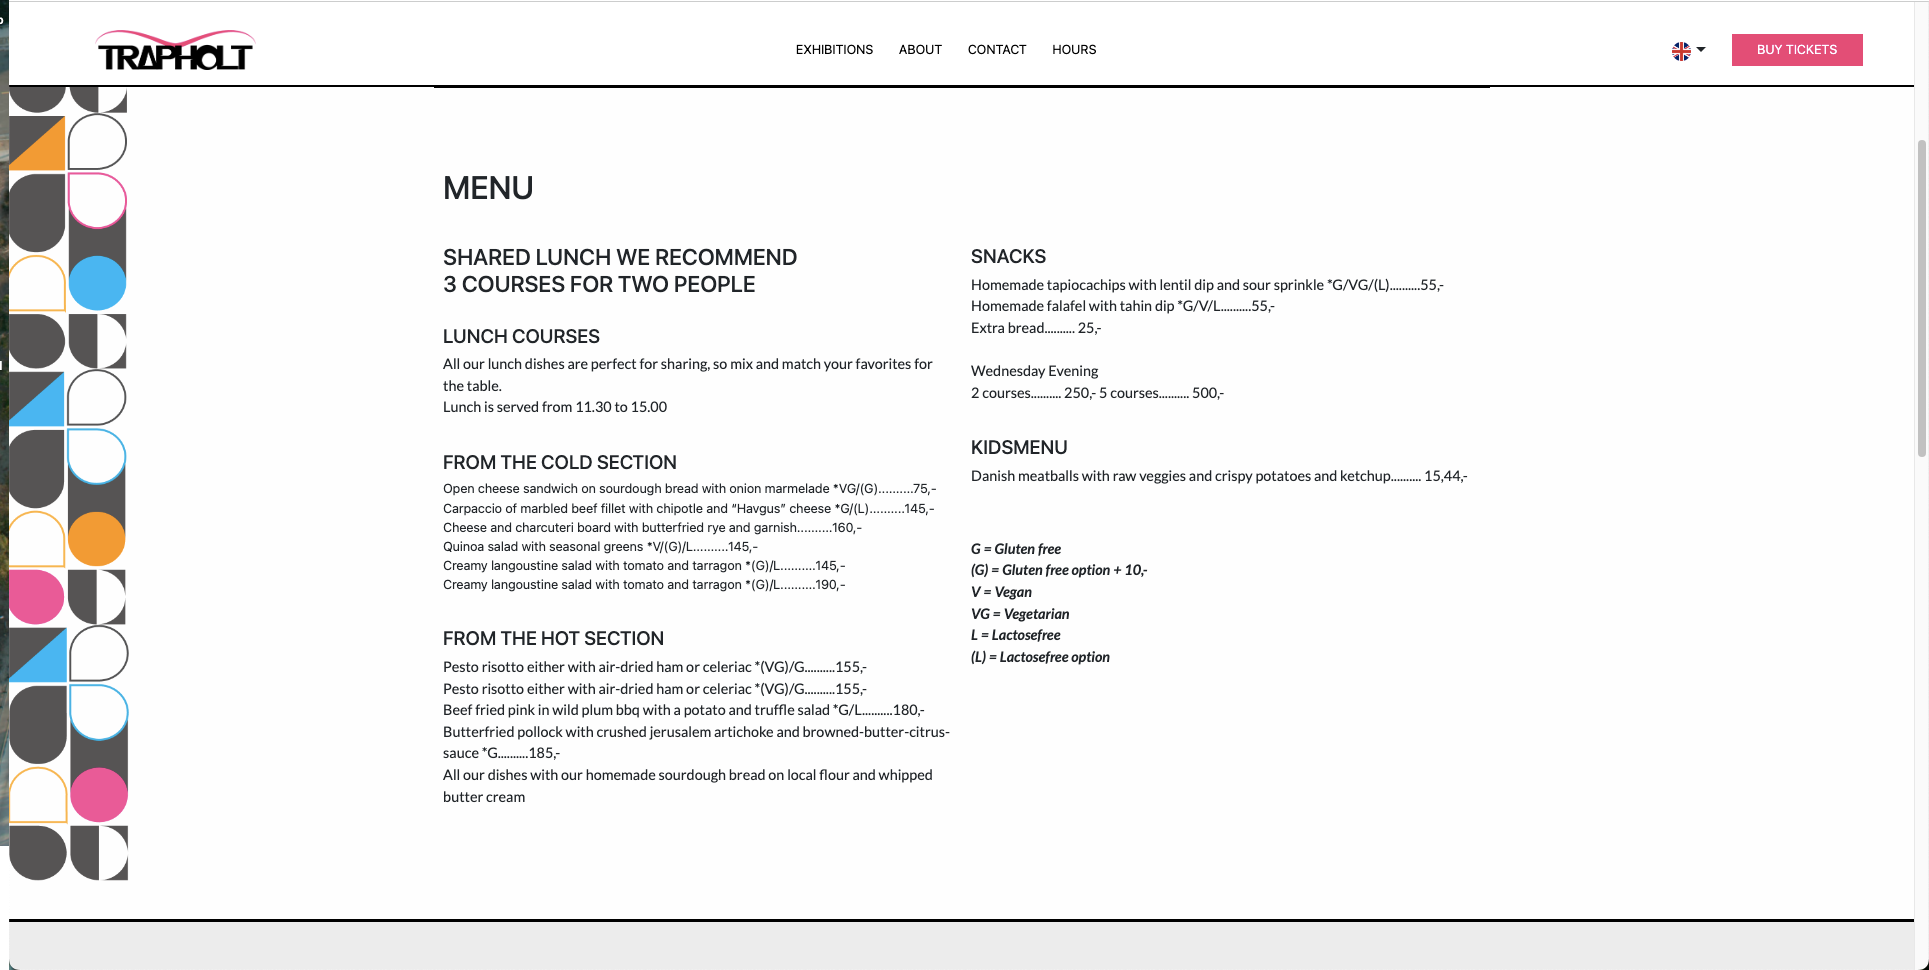 TRAPHOLT
EXHIBITIONS ABOUT CONTACT HOURS
BUY TICKETS
MENU
SHARED LUNCH WE RECOMMEND
3 COURSES FOR TWO PEOPLE
LUNCH COURSES
All our lunch dishes are perfect for sharing, so mix and match your favorites for
the table.
Lunch is served from 11.30 to 15.00
FROM THE COLD SECTION
Open cheese sandwich on sourdough bread with onion marmelade *VG/(G)..........75,-
Carpaccio of marbled beef fillet with chipotle and “Havgus” cheese *G/(L)..........145,-
Cheese and charcuteri board with butterfried rye and garnish..........160,-
Quinoa salad with seasonal greens *V/(G)/L..........145,-
Creamy langoustine salad with tomato and tarragon *(G)/L..........145,-
Creamy langoustine salad with tomato and tarragon *(G)/L..........190,-
FROM THE HOT SECTION
Pesto risotto either with air-dried ham or celeriac *(VG)/G..........155,-
Pesto risotto either with air-dried ham or celeriac *(VG)/G..........155,-
Beef fried pink in wild plum bbq with a potato and truffle salad *G/L..........180,-
Butterfried pollock with crushed jerusalem artichoke and browned-butter-citrus-
sauce *G..........185,-
All our dishes with our homemade sourdough bread on local flour and whipped
butter cream
SNACKS
Homemade tapiocachips with lentil dip and sour sprinkle *G/VG/(L)..........55,-
Homemade falafel with tahin dip *G/V/L..........55,-
Extra bread.......... 25,-
Wednesday Evening
2 courses.......... 250,- 5 courses.......... 500,-
KIDSMENU
Danish meatballs with raw veggies and crispy potatoes and ketchup.......... 15,44,-
G = Gluten free
(G) = Gluten free option + 10,-
V = Vegan
VG = Vegetarian
L = Lactosefree
(L) = Lactosefree option